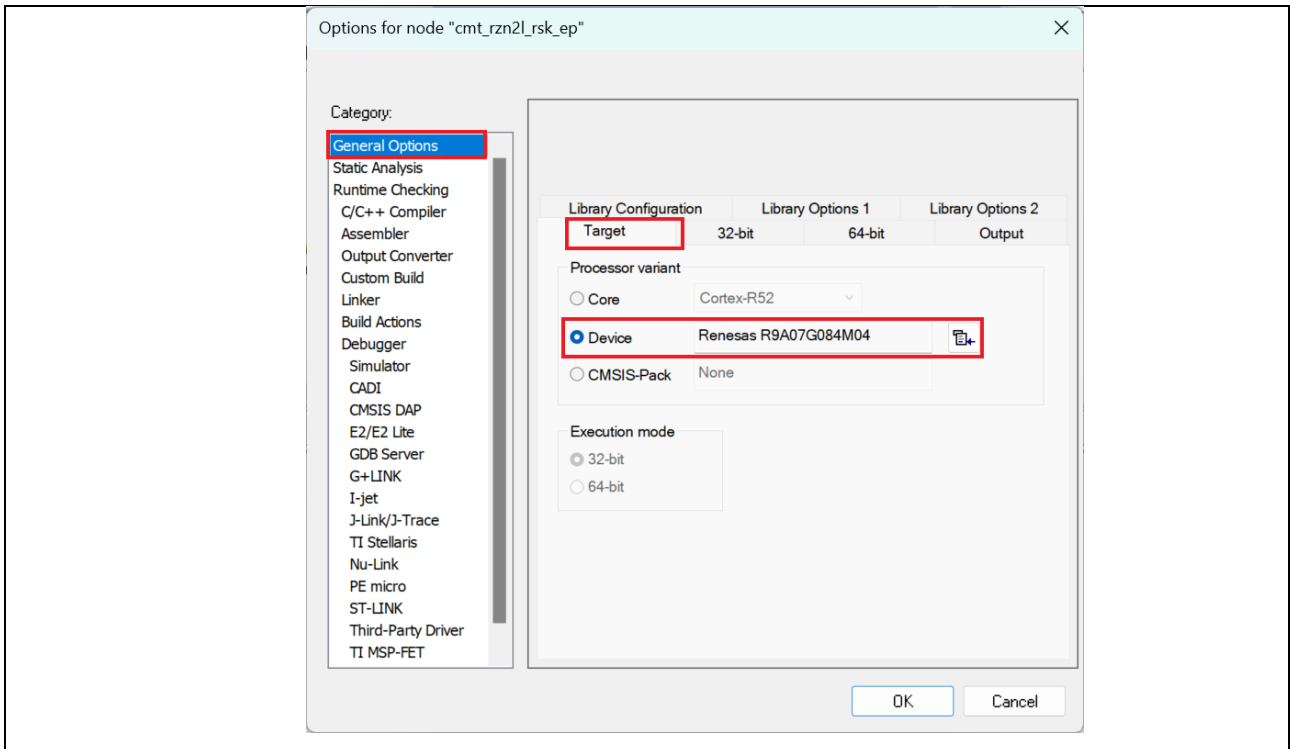 Options for node "cmt_rzn2l_rsk_ep"
Category:
General Options
Static Analysis
Runtime Checking
C/C++ Compiler
Assembler
Output Converter
Custom Build
Linker
Build Actions
Debugger
Simulator
CADI
CMSIS DAP
E2/E2 Lite
GDB Server
G+LINK
I-jet
J-Link/J-Trace
TI Stellaris
Nu-Link
PE micro
ST-LINK
Third-Party Driver
TI MSP-FET
Library Configuration Library Options 1 Library Options 2
Target 32-bit 64-bit Output
Processor variant
Core Cortex-R52
Device Renesas R9A07G084M04
CMSIS-Pack None
Execution mode
32-bit
64-bit
OK Cancel